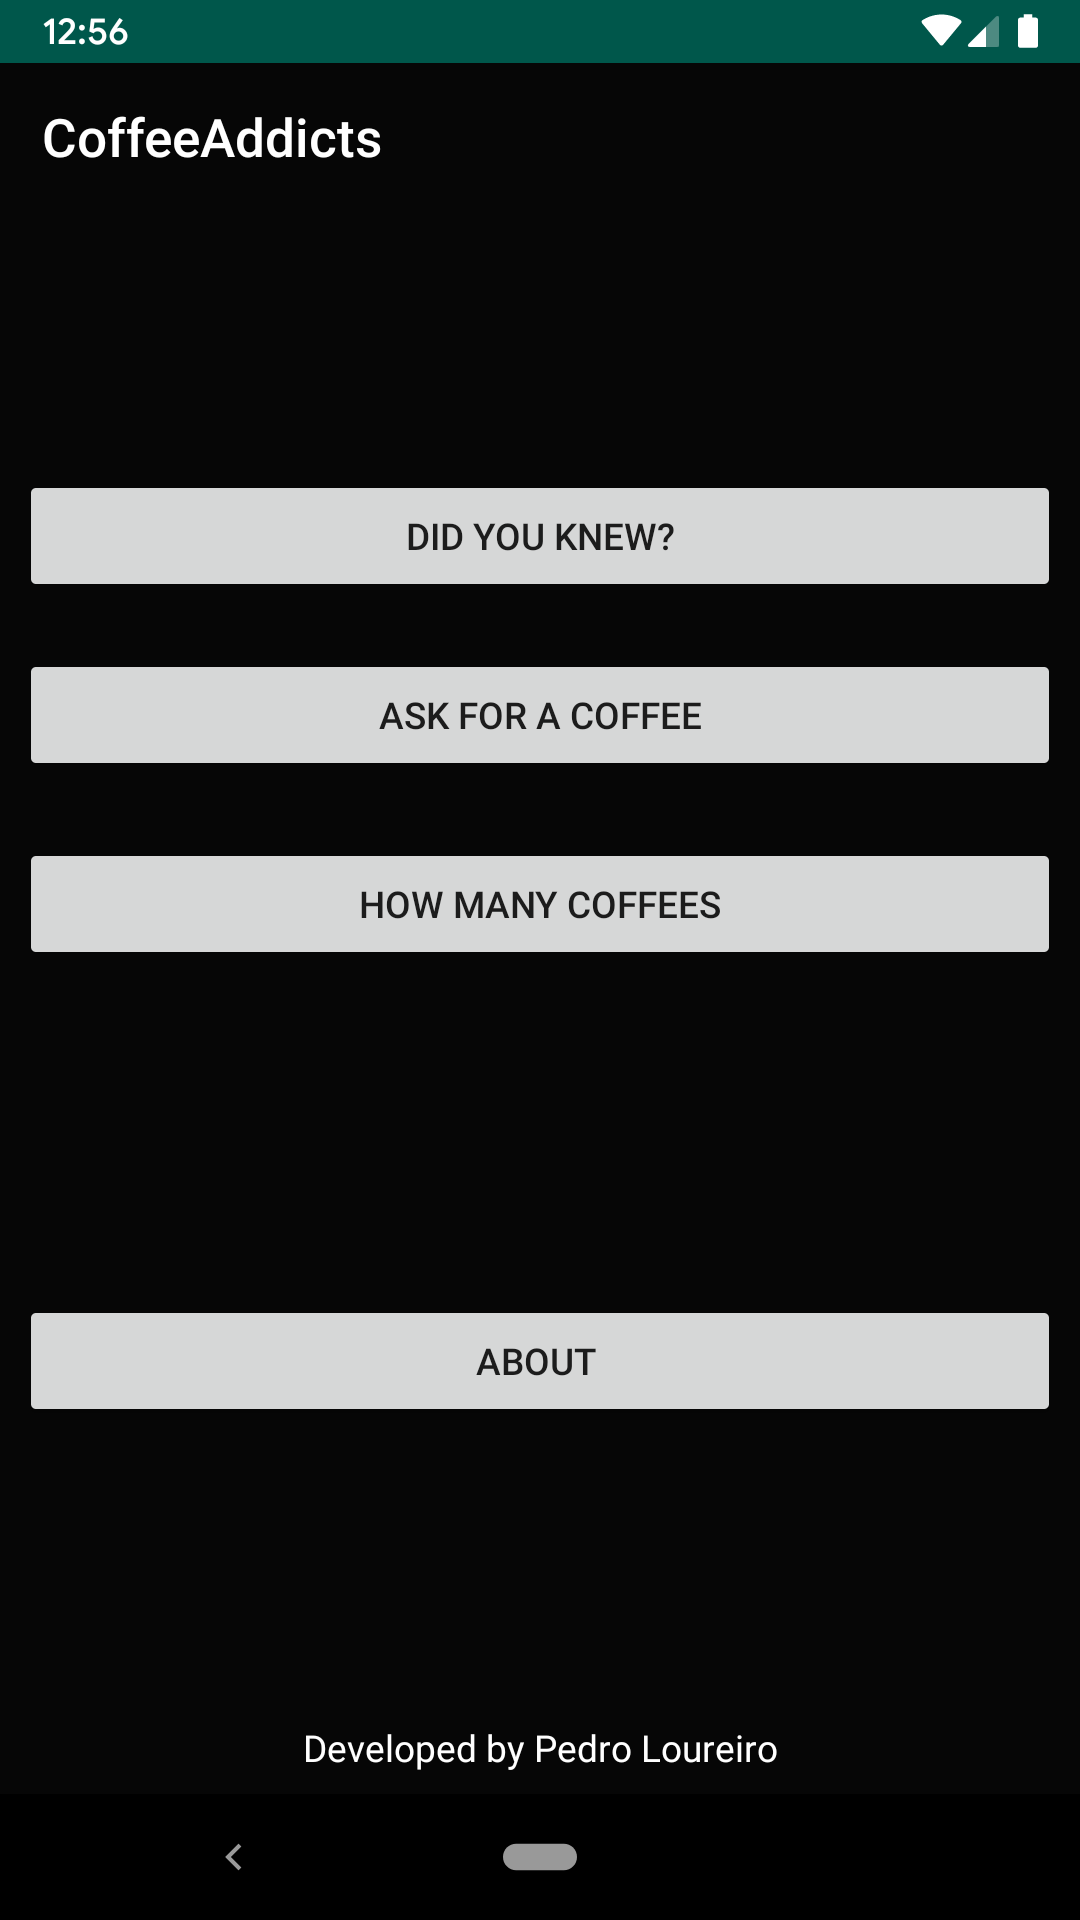 12:56
CoffeeAddicts
DID YOU KNEW?
ASK FOR A COFFEE
HOW MANY COFFEES
ABOUT
Developed by Pedro Loureiro